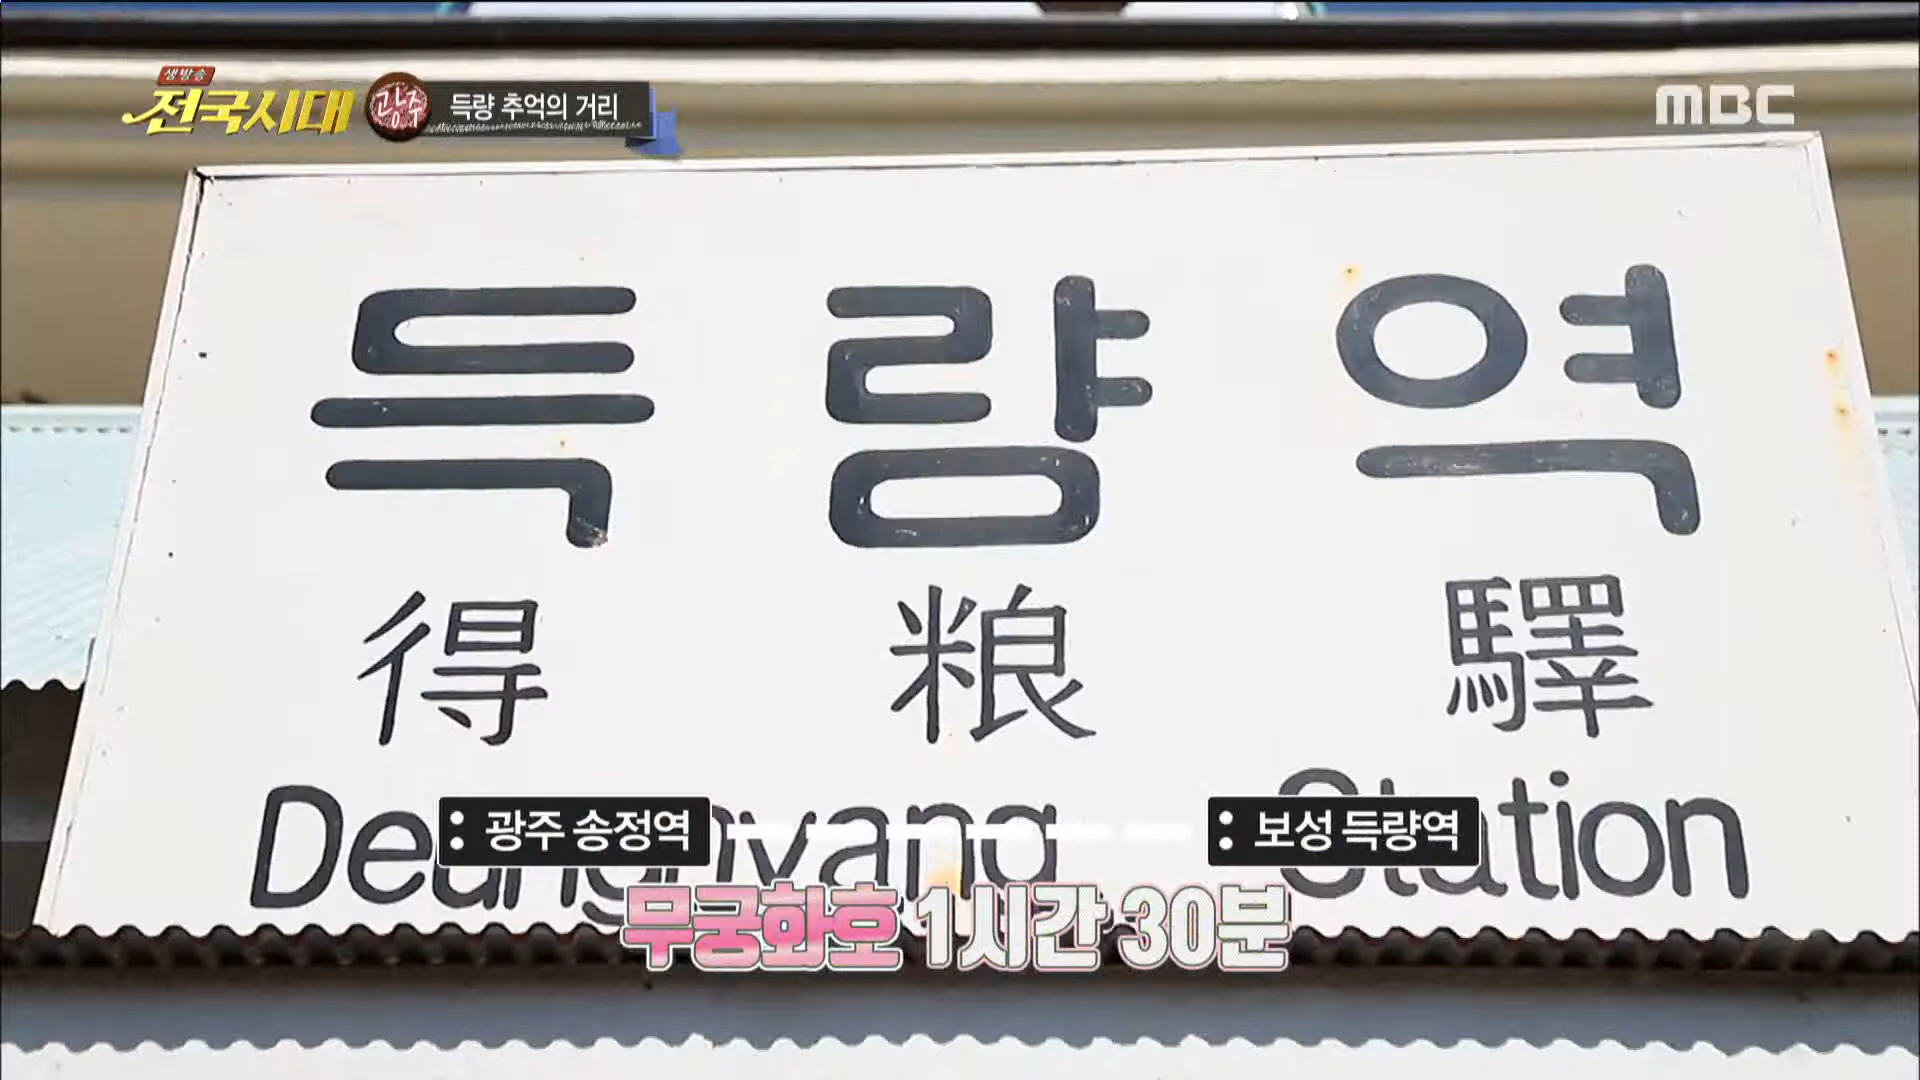 생방송
전국시대
광주
득량 추억의 거리
MBC
득량역
得粮驛
Station
광주 송정역
보성 득량역
무궁화호 1시간 30분